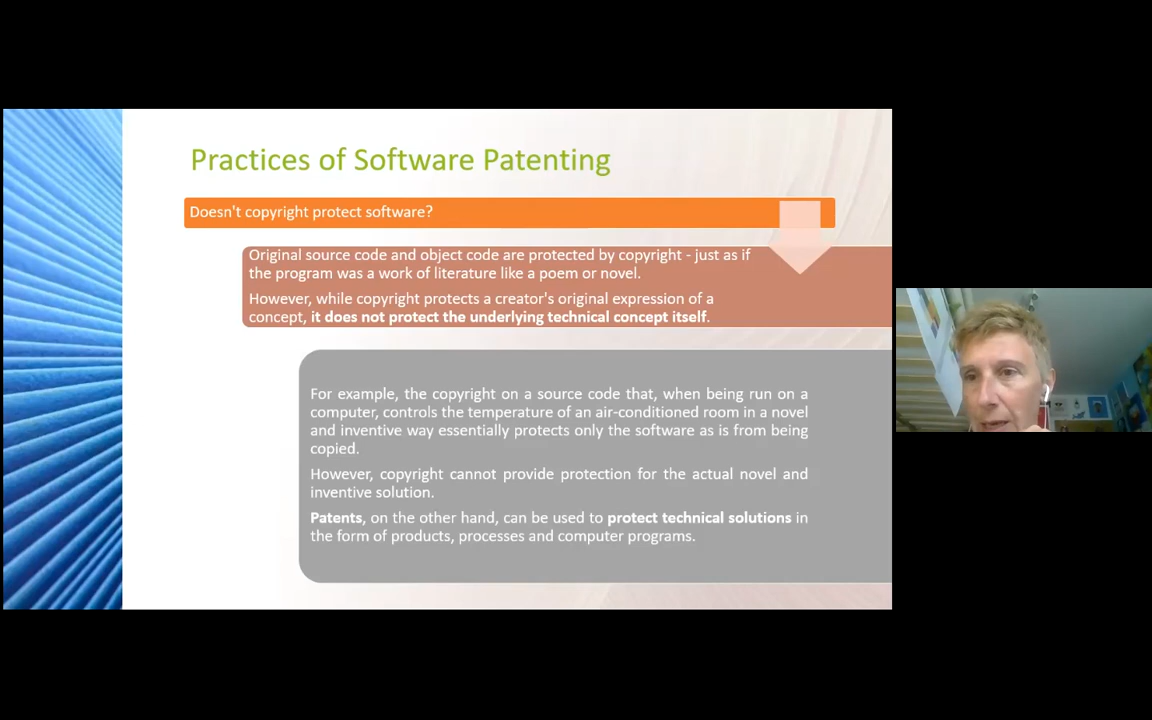 Practices of Software Patenting
Doesn't copyright protect software?
Original source code and object code are protected by copyright - just as if
the program was a work of literature like a poem or novel.
However, while copyright protects a creator's original expression of a
concept, it does not protect the underlying technical concept itself.
For example, the copyright on a source code that, when being run on a
computer, controls the temperature of an air-conditioned room in a novel
and inventive way essentially protects only the software as is from being
copied.
However, copyright cannot provide protection for the actual novel and
inventive solution.
Patents, on the other hand, can be used to protect technical solutions in
the form of products, processes and computer programs.